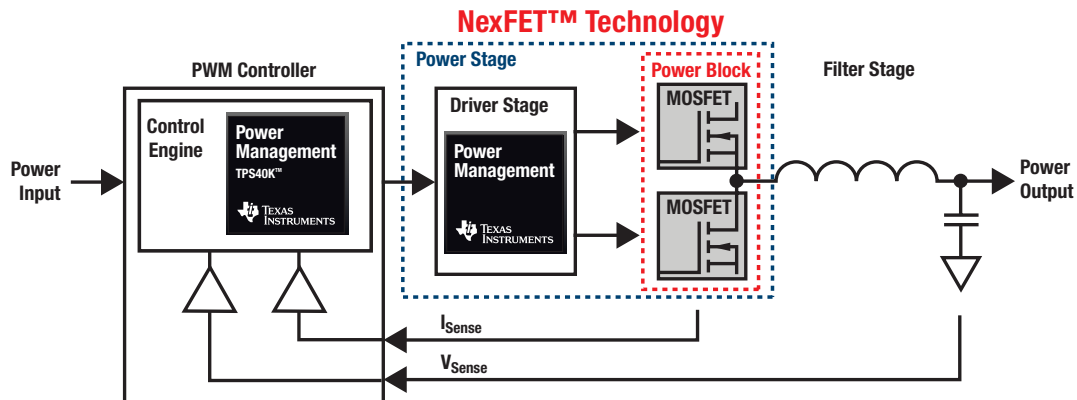 NexFET™ Technology
PWM Controller
Power Stage
Power Block
Filter Stage
Control
Engine
Power
Management
TPS40K™
TEXAS
INSTRUMENTS
Driver Stage
Power
Management
TEXAS
INSTRUMENTS
MOSFET
MOSFET
Power
Input
Power
Output
ISense
VSense